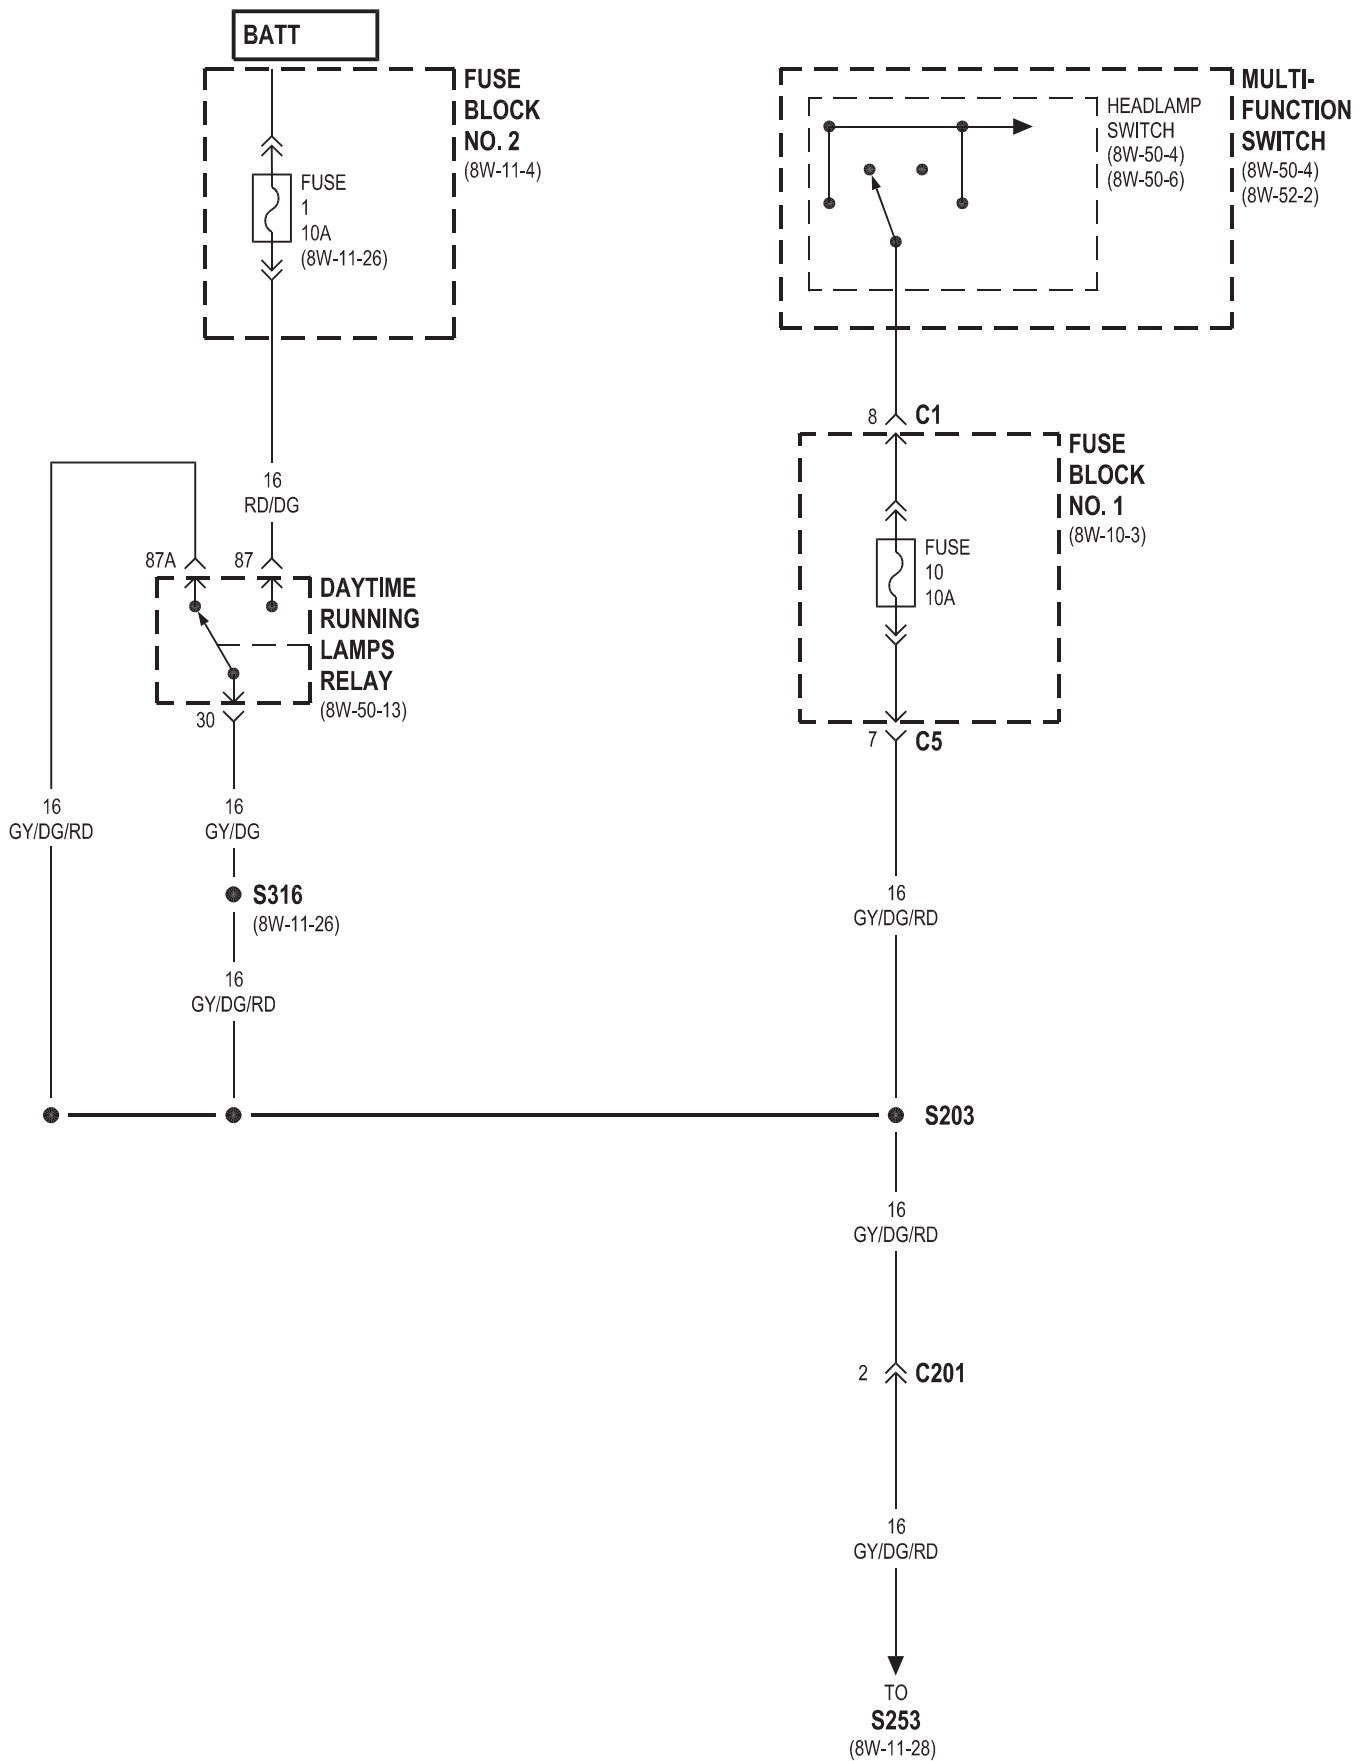 BATT
FUSE
BLOCK
NO. 2
(8W-11-4)
FUSE
1
10A
(8W-11-26)
MULTI-
FUNCTION
SWITCH
(8W-50-4)
(8W-52-2)
HEADLAMP
SWITCH
(8W-50-4)
(8W-50-6)
8
C1
FUSE
BLOCK
NO. 1
(8W-10-3)
FUSE
10
10A
7
C5
16
RD/DG
87A
87
DAYTIME
RUNNING
LAMPS
RELAY
(8W-50-13)
30
16
GY/DG/RD
16
GY/DG
S316
(8W-11-26)
16
GY/DG/RD
16
GY/DG/RD
S203
16
GY/DG/RD
2
C201
16
GY/DG/RD
TO
S253
(8W-11-28)